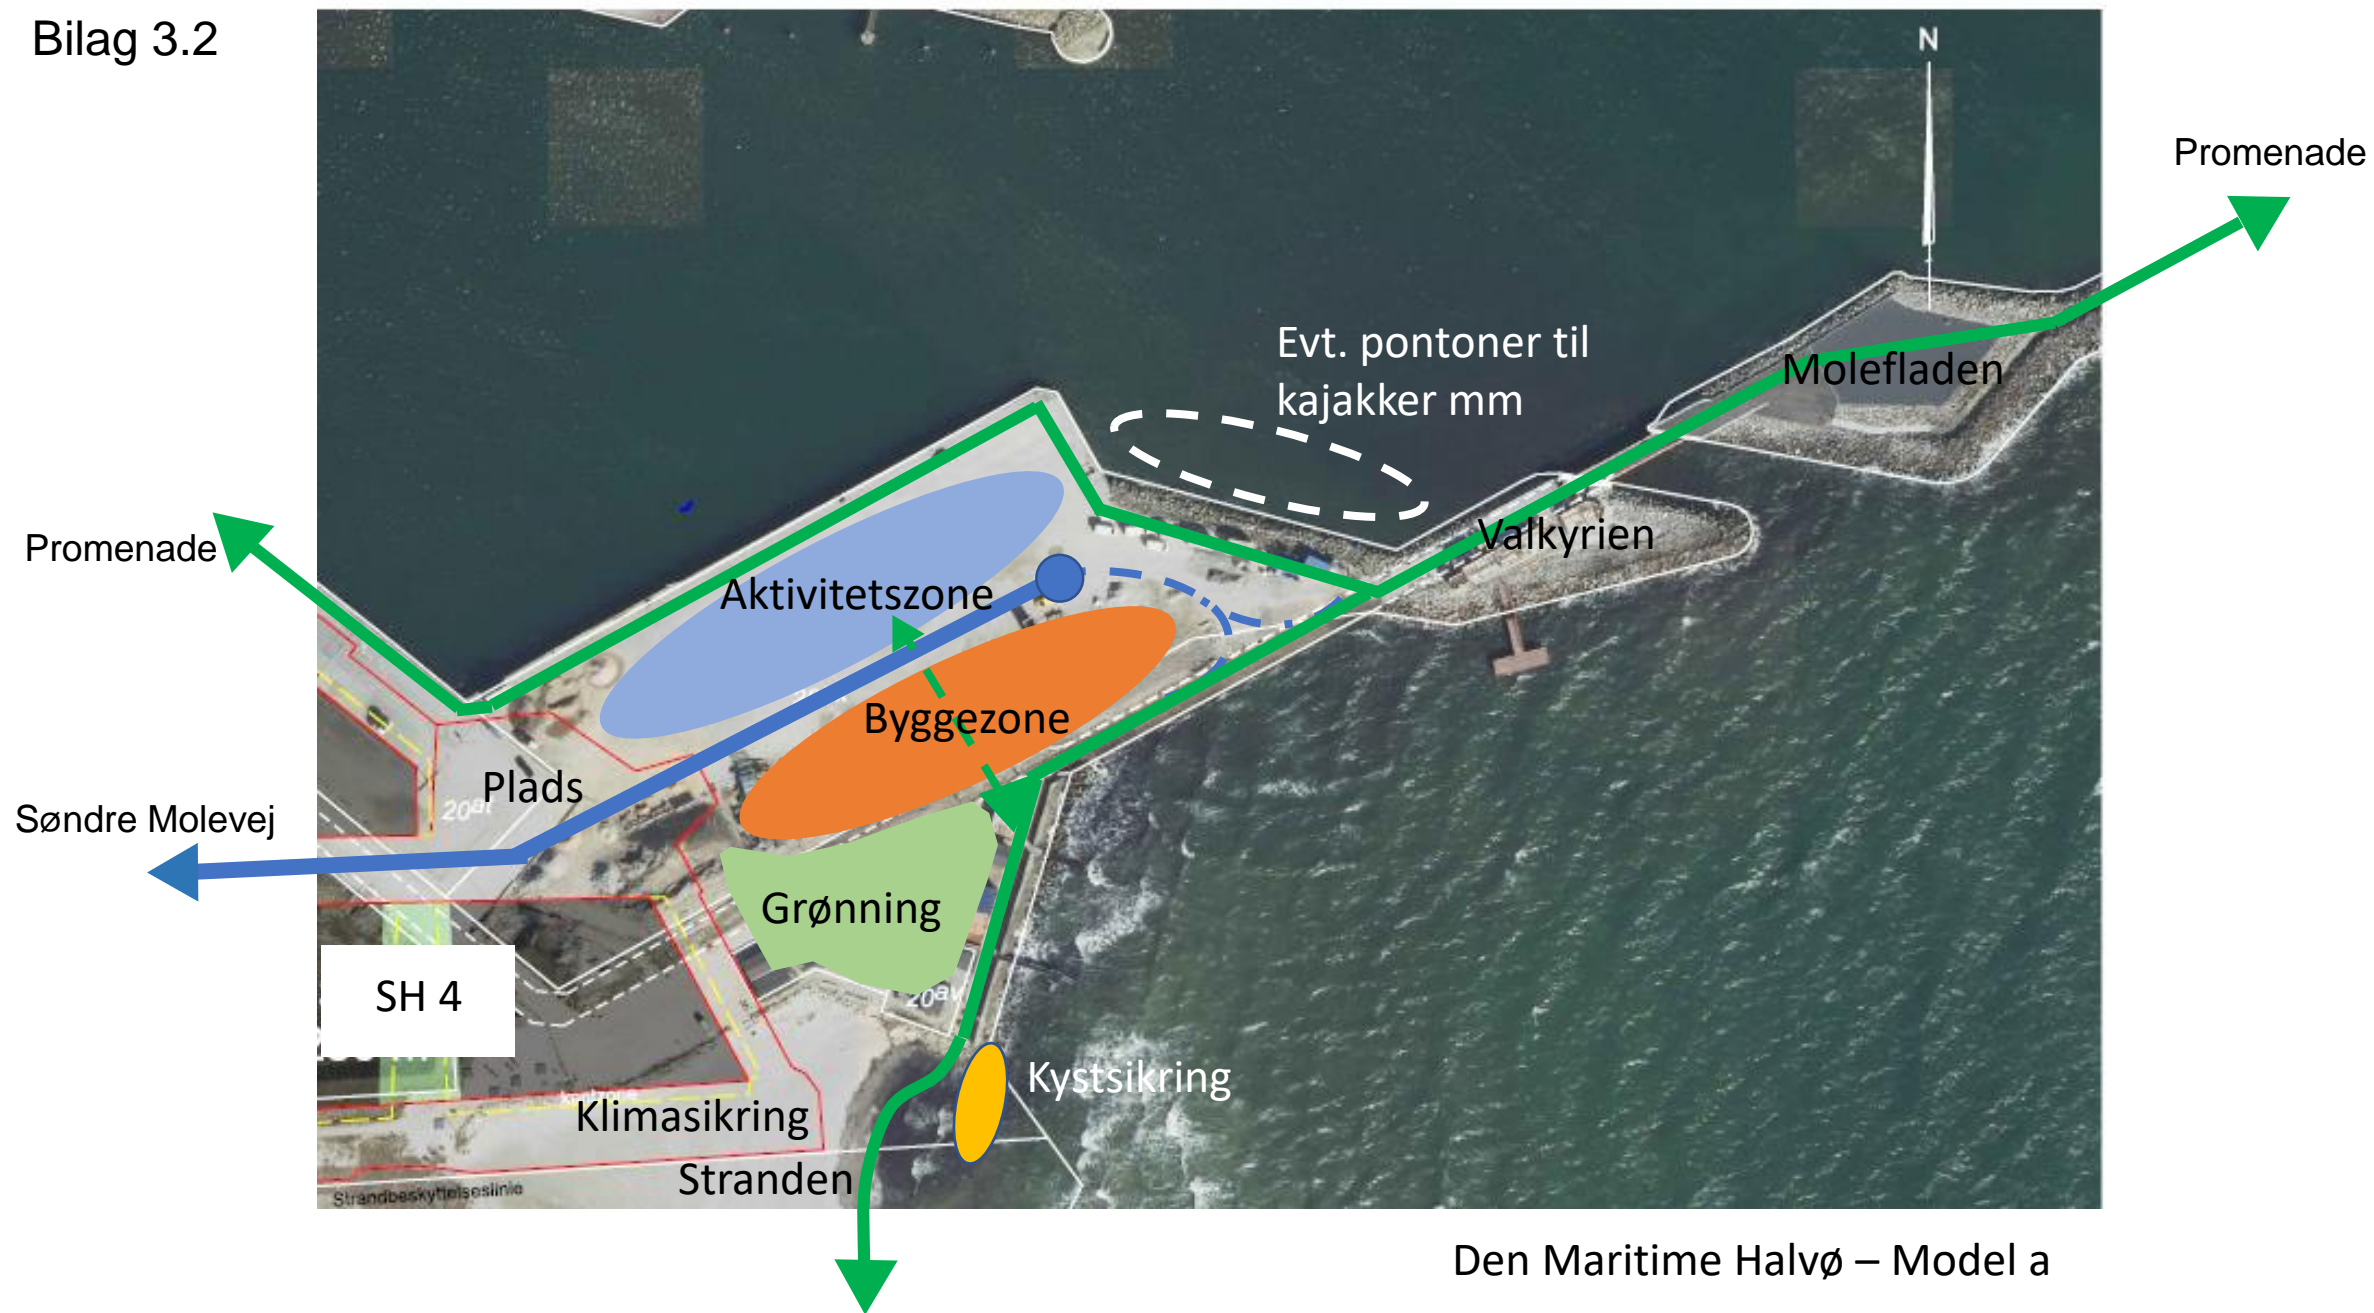 Bilag 3.2
N
Promenade
Evt. pontoner til
kajakker mm
Molefladen
Valkyrien
Promenade
Aktivitetszone
Byggezone
Plads
Søndre Molevej
Grønning
SH 4
20av
Kystsikring
Klimasikring
Stranden
Strandbeskyttelseslinie
Den Maritime Halvø – Model a